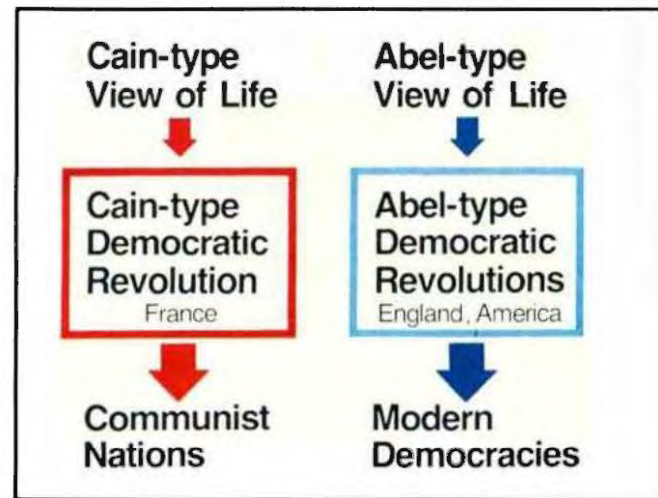 Cain-type
View of Life
Cain-type
Democratic
Revolution
France
Communist
Nations
Abel-type
View of Life
Abel-type
Democratic
Revolutions
England, America
Modern
Democracies